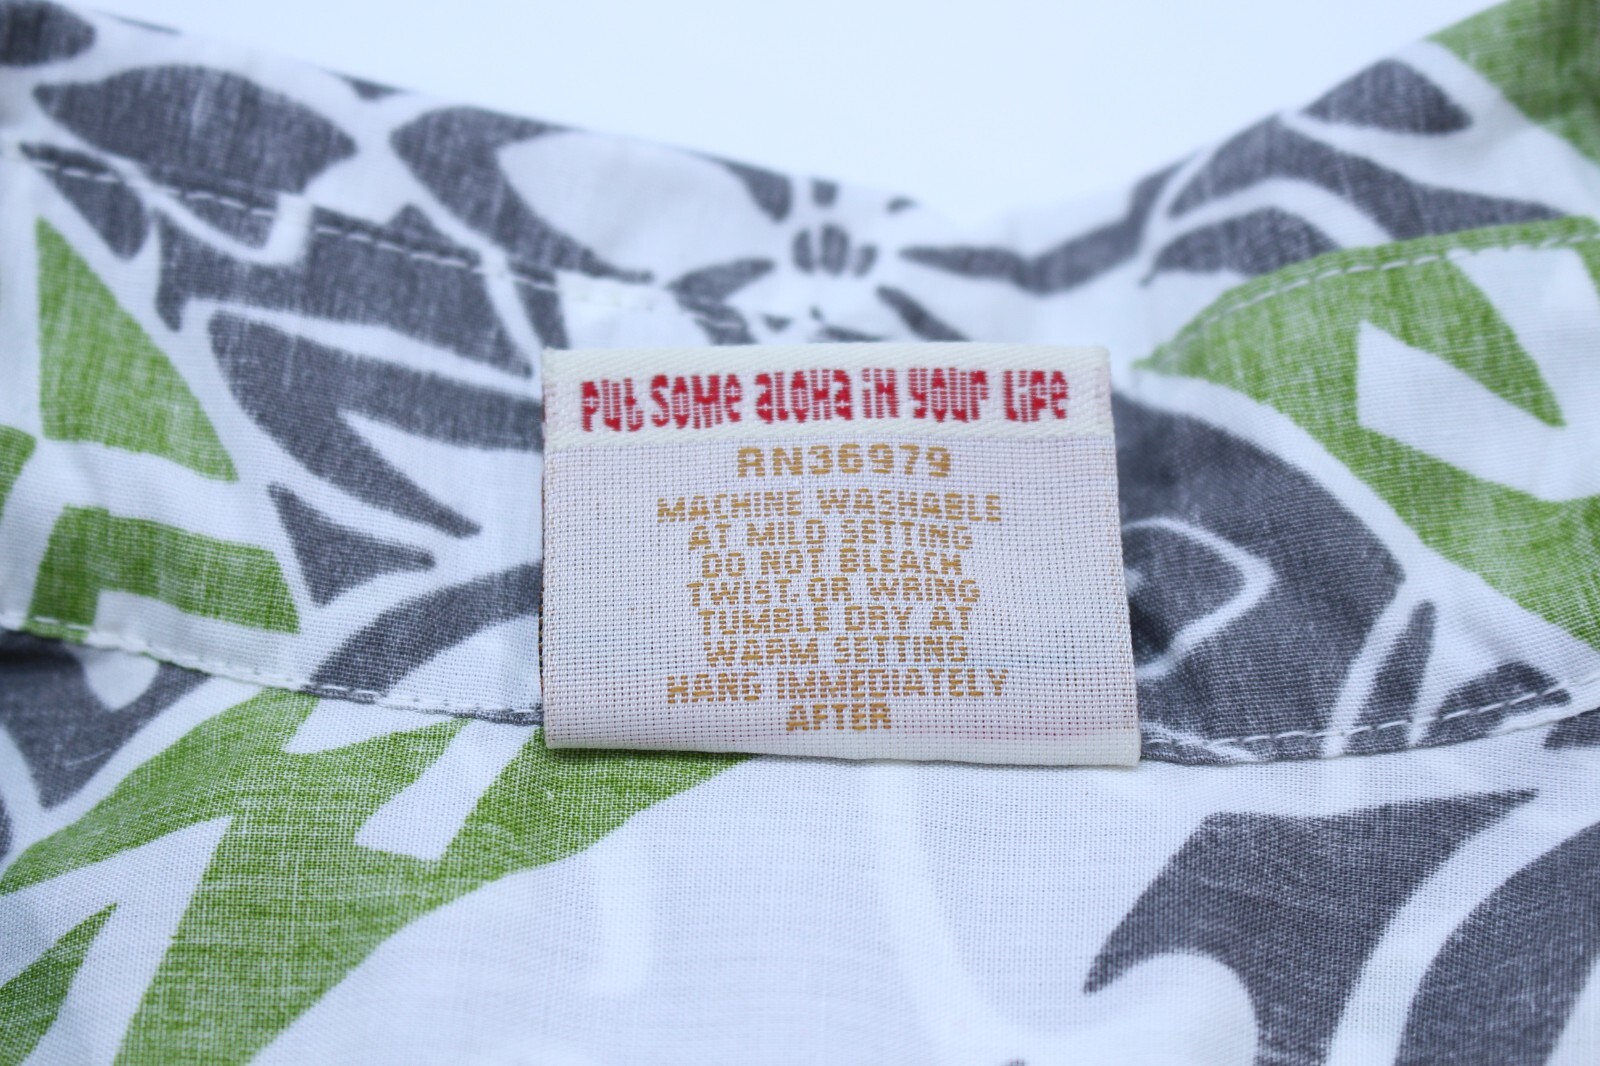 Put Some aloha in your Life
RN36979
MACHINE WASHABLE
AT MILD SETTING
DO NOT BLEACH
TWIST, OR WRING
TUMBLE DRY AT
WARM SETTING
HANG IMMEDIATELY
AFTER